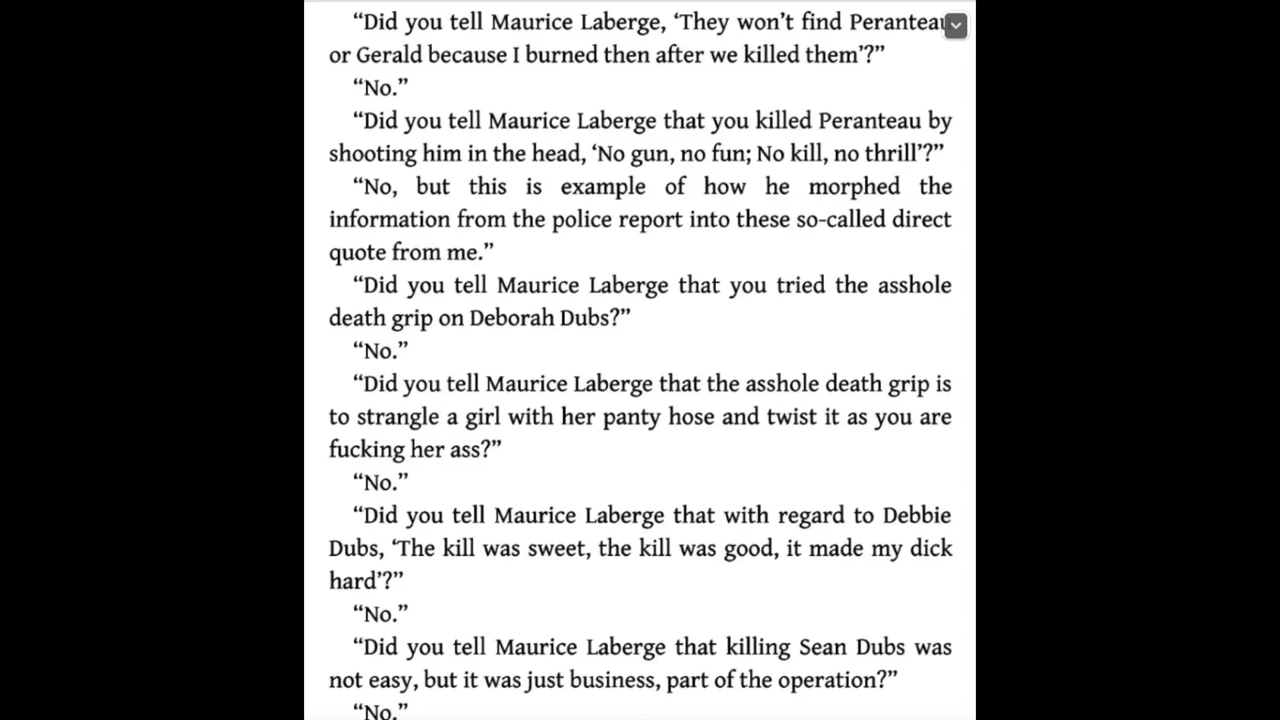 “Did you tell Maurice Laberge, ‘They won’t find Peranteau
or Gerald because I burned then after we killed them’?”
“No.”
“Did you tell Maurice Laberge that you killed Peranteau by
shooting him in the head, ‘No gun, no fun; No kill, no thrill’?”
“No, but this is example of how he morphed the
information from the police report into these so-called direct
quote from me.”
“Did you tell Maurice Laberge that you tried the asshole
death grip on Deborah Dubs?”
“No.”
“Did you tell Maurice Laberge that the asshole death grip is
to strangle a girl with her panty hose and twist it as you are
fucking her ass?”
“No.”
“Did you tell Maurice Laberge that with regard to Debbie
Dubs, ‘The kill was sweet, the kill was good, it made my dick
hard’?”
“No.”
“Did you tell Maurice Laberge that killing Sean Dubs was
not easy, but it was just business, part of the operation?”
“No.”